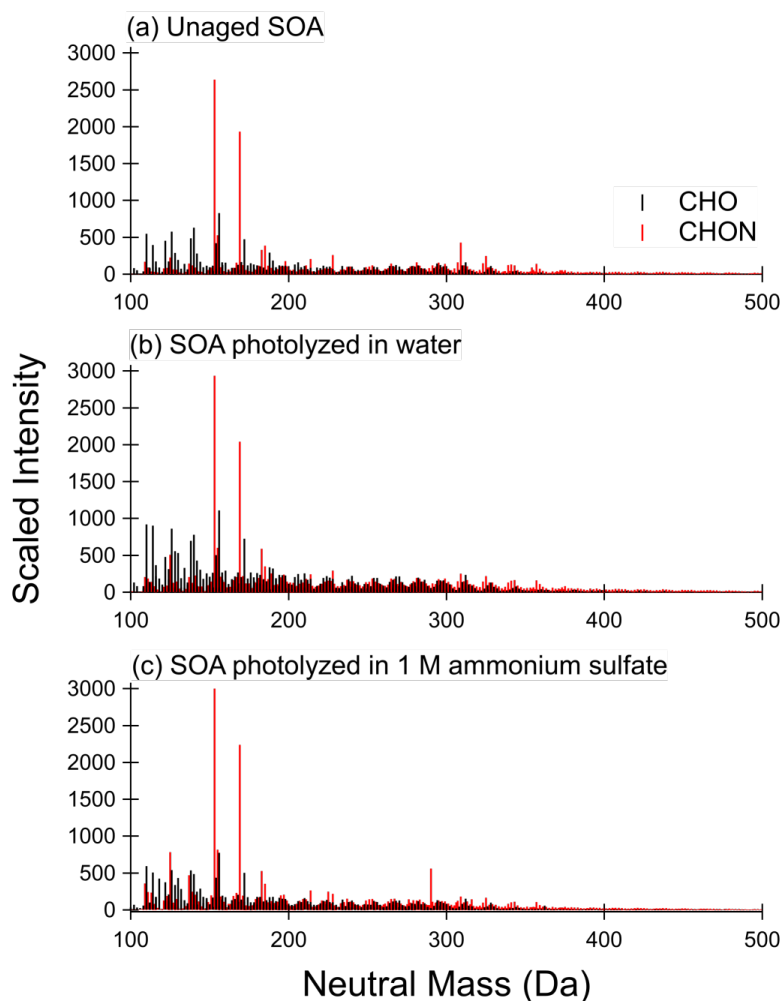 (a) Unaged SOA
3000
2500
2000
1500
1000
500
0
CHO
CHON
100 200 300 400 500
(b) SOA photolyzed in water
3000
2500
2000
1500
1000
500
0
100 200 300 400 500
Scaled Intensity
(c) SOA photolyzed in 1 M ammonium sulfate
3000
2500
2000
1500
1000
500
0
100 200 300 400 500
Neutral Mass (Da)